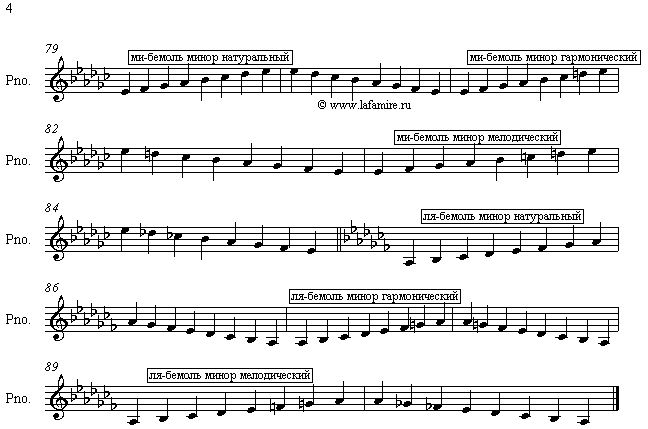 4
79
ми-бемоль минор натуральный
ми-бемоль минор гармонический
Pno.
© www.lafamire.ru
82
ми-бемоль минор мелодический
Pno.
84
ля-бемоль минор натуральный
Pno.
86
ля-бемоль минор гармонический
Pno.
89
ля-бемоль минор мелодический
Pno.